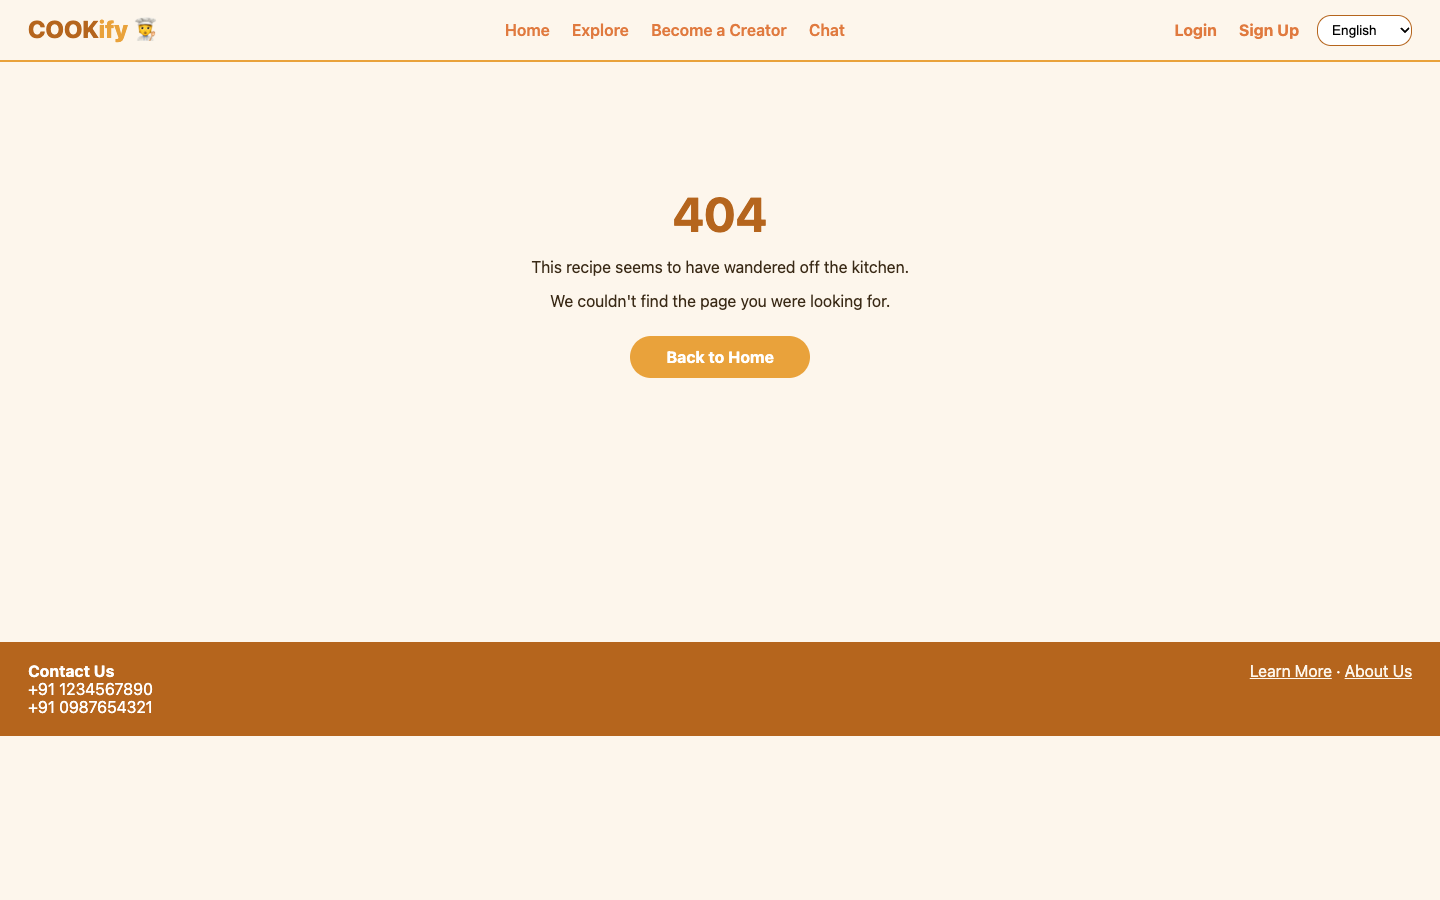 COOKify 👨‍🍳
Home Explore Become a Creator Chat
Login Sign Up English
404
This recipe seems to have wandered off the kitchen.
We couldn't find the page you were looking for.
Back to Home
Contact Us
+91 1234567890
+91 0987654321
Learn More · About Us